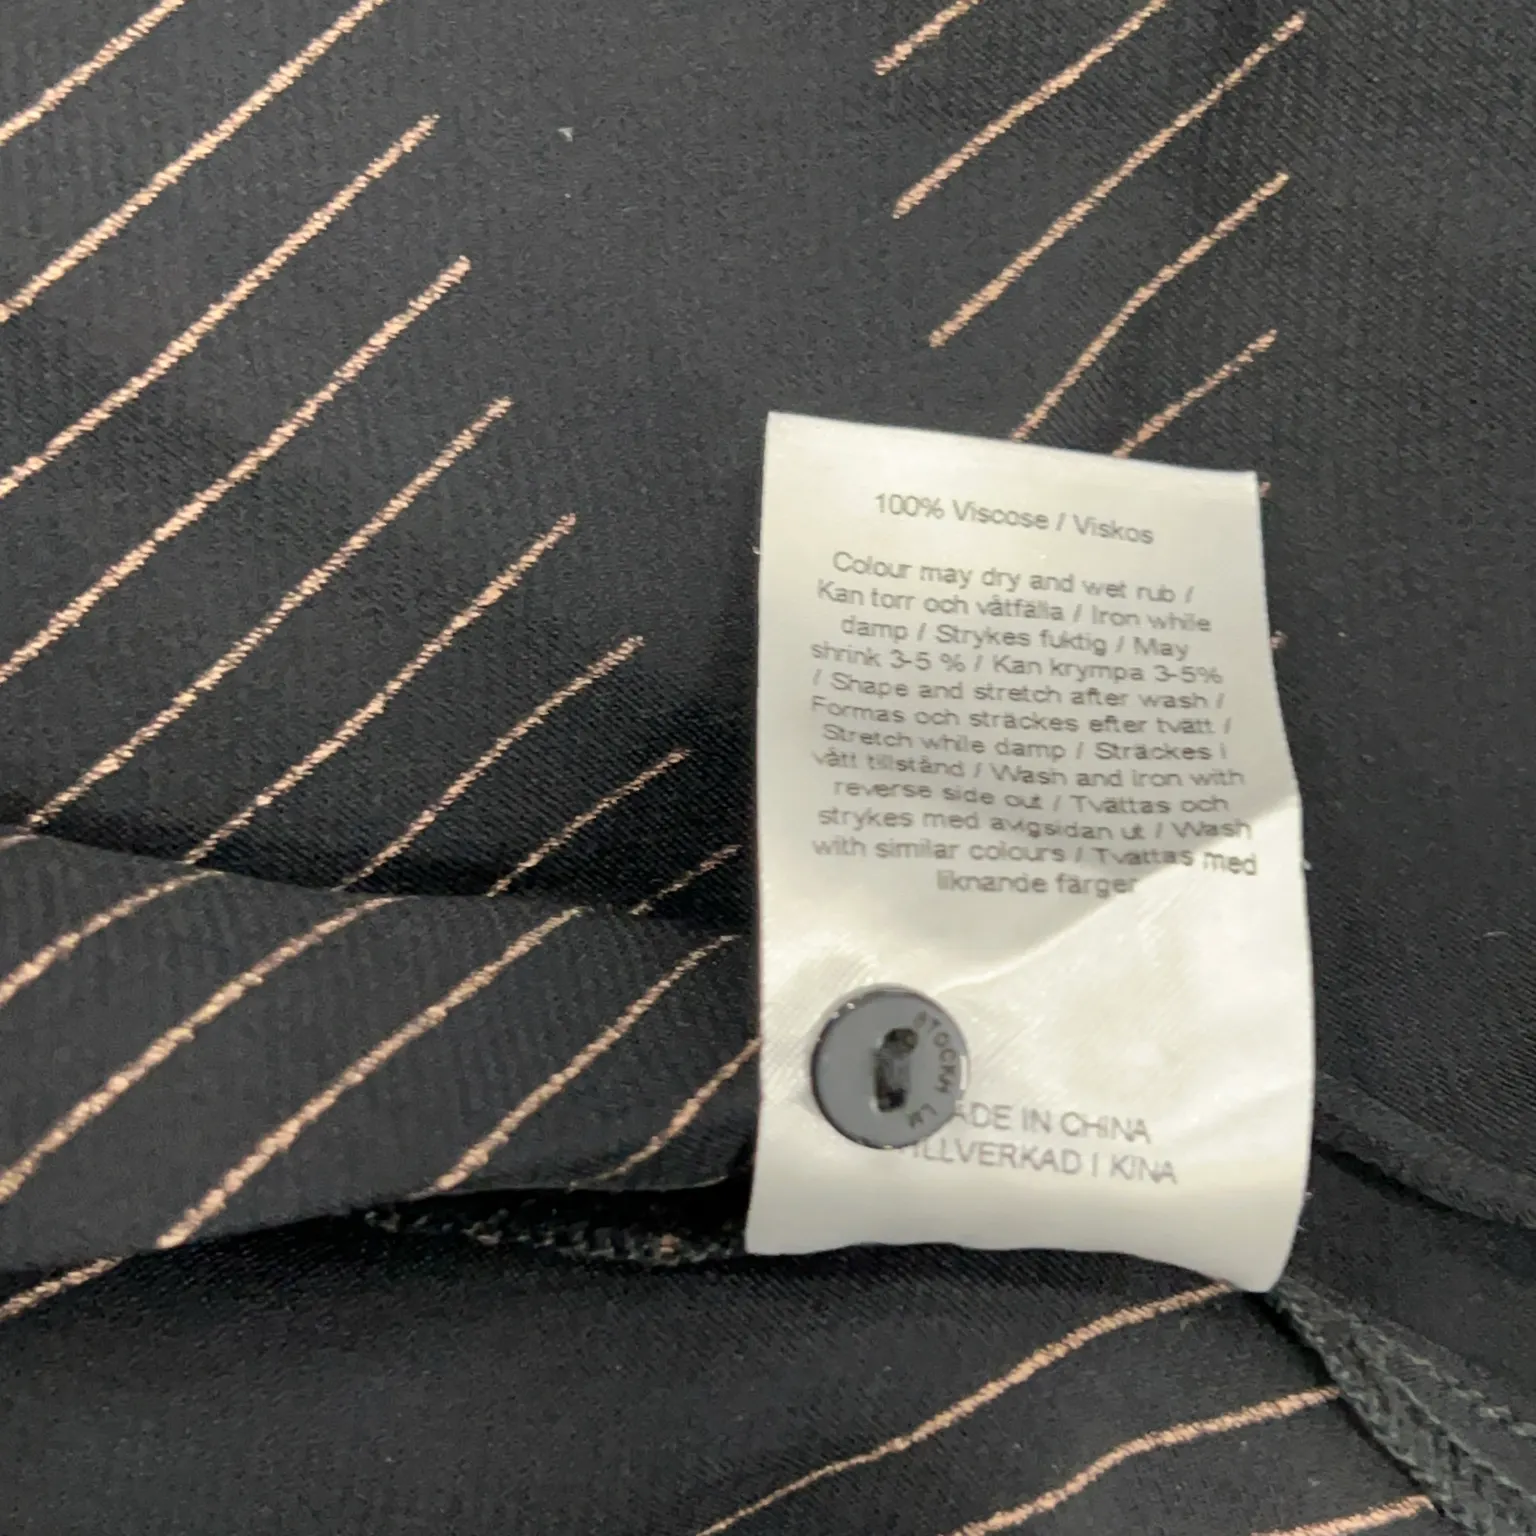 100% Viscose / Viskos
Colour may dry and wet rub /
Kan torr och våtfälla / Iron while
damp / Strykes fuktig / May
shrink 3-5 % / Kan krympa 3-5%
/ Shape and stretch after wash /
Formas och sträckes efter tvätt /
Stretch while damp / Sträckes i
vått tillstånd / Wash and iron with
reverse side out / Tvättas och
strykes med avigsidan ut / Wash
with similar colours / Tvättas med
liknande färger
ADE IN CHINA
ILLVERKAD I KINA